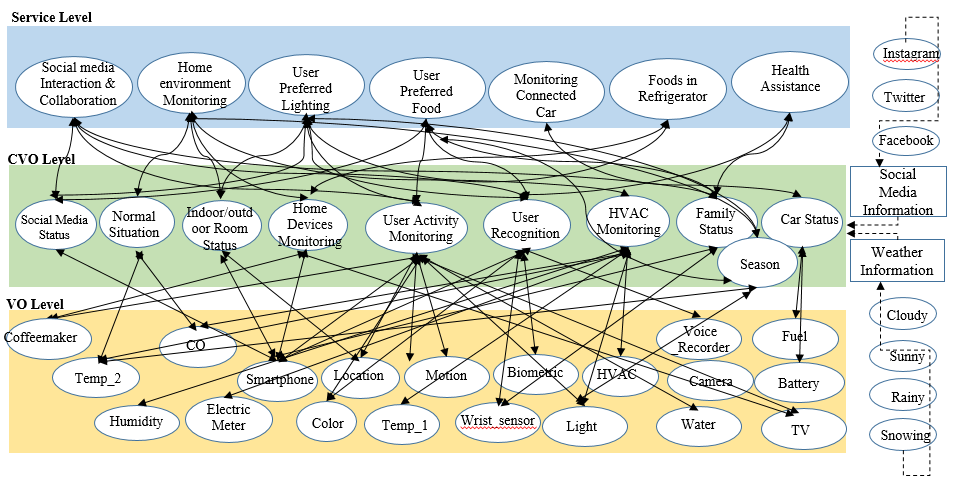 Service Level
Social media
Interaction &
Collaboration
Home
environment
Monitoring
User
Preferred
Lighting
User
Preferred
Food
Monitoring
Connected
Car
Foods in
Refrigerator
Health
Assistance
CVO Level
Social Media
Status
Normal
Situation
Indoor/outd
oor Room
Status
Home
Devices
Monitoring
User Activity
Monitoring
User
Recognition
HVAC
Monitoring
Family
Status
Car Status
Season
VO Level
Coffeemaker
Temp_2
CO
Humidity
Electric
Meter
Smartphone
Location
Color
Temp_1
Motion
Wrist_sensor
Biometric
Light
HVAC
Voice
_Recorder
Camera
Water
Fuel
Battery
TV
Instagram
Twitter
Facebook
Social
Media
Information
Weather
Information
Cloudy
Sunny
Rainy
Snowing